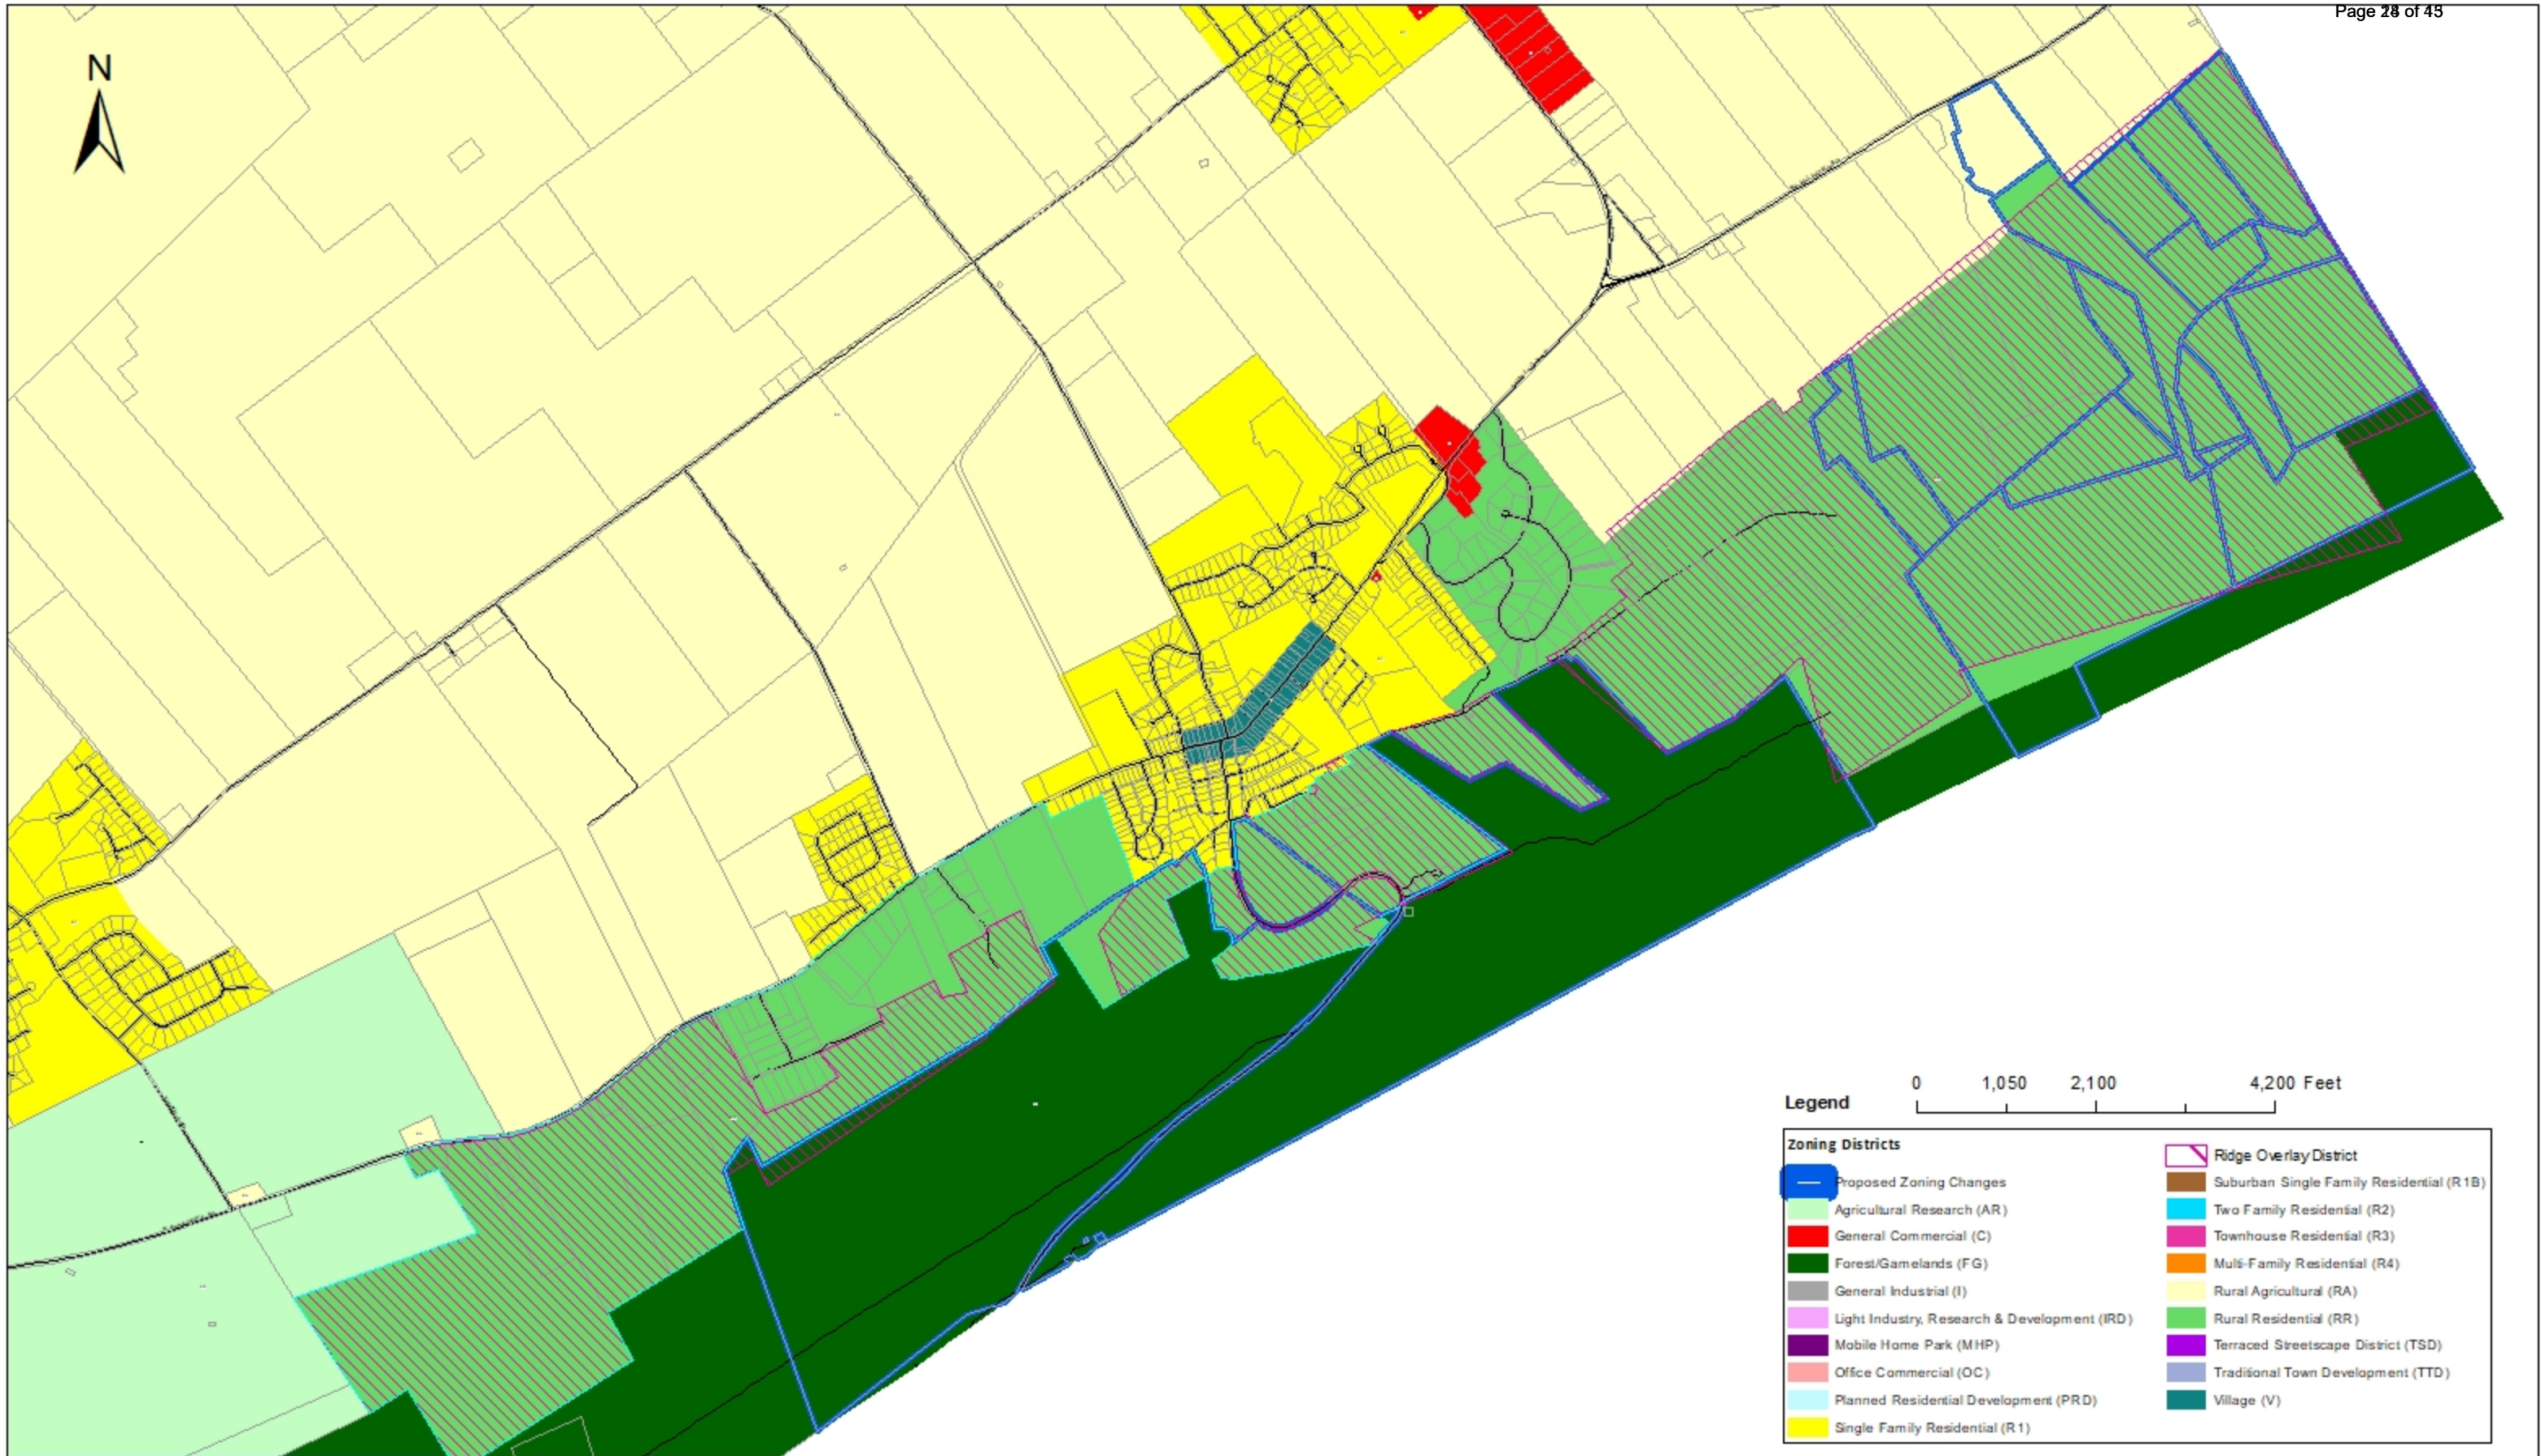 N
0 1,050 2,100 4,200 Feet
Legend
Zoning Districts
Proposed Zoning Changes
Agricultural Research (AR)
General Commercial (C)
Forest/Gamelands (FG)
General Industrial (I)
Light Industry, Research & Development (IRD)
Mobile Home Park (MHP)
Office Commercial (OC)
Planned Residential Development (PRD)
Single Family Residential (R1)
Ridge Overlay District
Suburban Single Family Residential (R1B)
Two Family Residential (R2)
Townhouse Residential (R3)
Multi-Family Residential (R4)
Rural Agricultural (RA)
Rural Residential (RR)
Terraced Streetscape District (TSD)
Traditional Town Development (TTD)
Village (V)
Page of